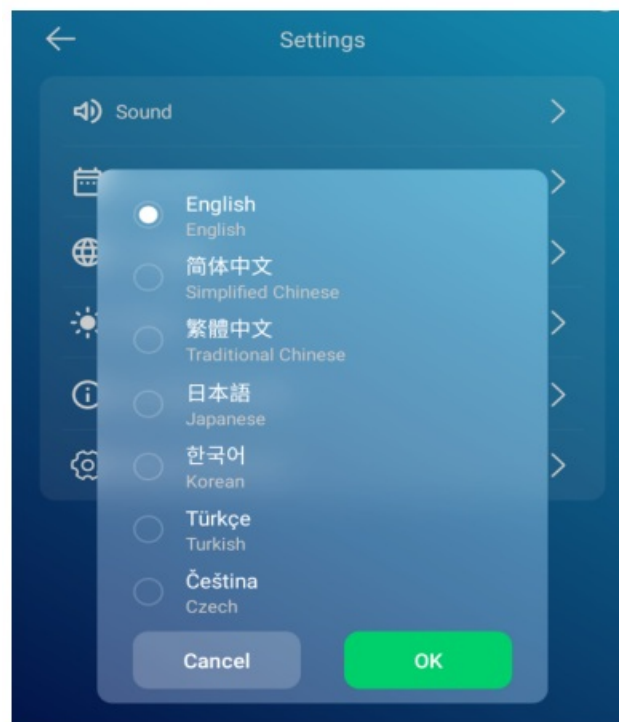 Settings
Sound
English
English
简体中文
Simplified Chinese
繁體中文
Traditional Chinese
日本語
Japanese
한국어
Korean
Türkçe
Turkish
Čeština
Czech
Cancel
OK